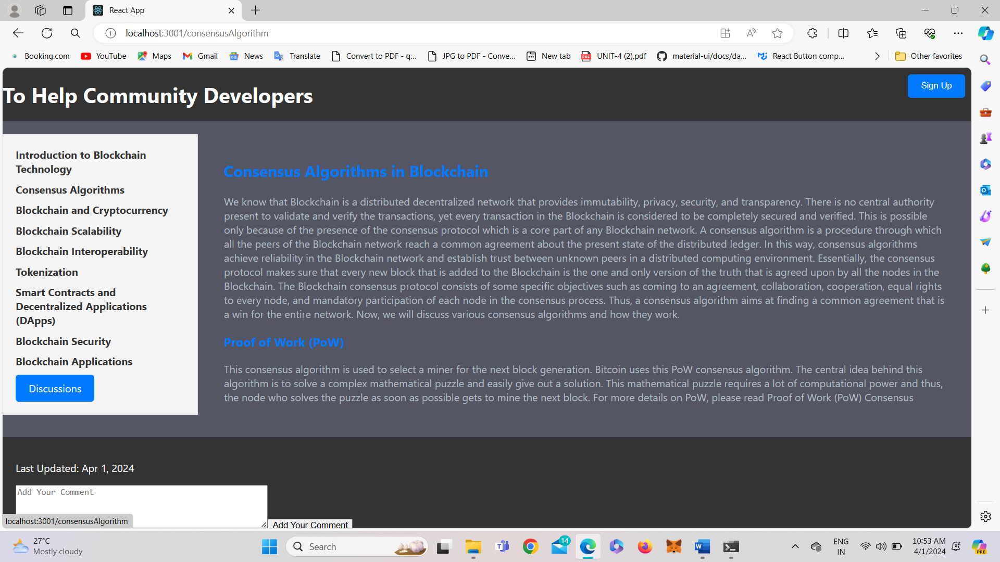 React App
localhost:3001/consensusAlgorithm
Booking.com
YouTube
Maps
Gmail
News
Translate
Convert to PDF - q...
JPG to PDF - Conve...
New tab
UNIT-4 (2).pdf
material-ui/docs/da...
React Button comp...
Other favorites
To Help Community Developers
Sign Up
Introduction to Blockchain
Technology
Consensus Algorithms
Blockchain and Cryptocurrency
Blockchain Scalability
Blockchain Interoperability
Tokenization
Smart Contracts and
Decentralized Applications
(DApps)
Blockchain Security
Blockchain Applications
Discussions
Consensus Algorithms in Blockchain
We know that Blockchain is a distributed decentralized network that provides immutability, privacy, security, and transparency. There is no central authority
present to validate and verify the transactions, yet every transaction in the Blockchain is considered to be completely secured and verified. This is possible
only because of the presence of the consensus protocol which is a core part of any Blockchain network. A consensus algorithm is a procedure through which
all the peers of the Blockchain network reach a common agreement about the present state of the distributed ledger. In this way, consensus algorithms
achieve reliability in the Blockchain network and establish trust between unknown peers in a distributed computing environment. Essentially, the consensus
protocol makes sure that every new block that is added to the Blockchain is the one and only version of the truth that is agreed upon by all the nodes in the
Blockchain. The Blockchain consensus protocol consists of some specific objectives such as coming to an agreement, collaboration, cooperation, equal rights
to every node, and mandatory participation of each node in the consensus process. Thus, a consensus algorithm aims at finding a common agreement that is
a win for the entire network. Now, we will discuss various consensus algorithms and how they work.
Proof of Work (PoW)
This consensus algorithm is used to select a miner for the next block generation. Bitcoin uses this PoW consensus algorithm. The central idea behind this
algorithm is to solve a complex mathematical puzzle and easily give out a solution. This mathematical puzzle requires a lot of computational power and thus,
the node who solves the puzzle as soon as possible gets to mine the next block. For more details on PoW, please read Proof of Work (PoW) Consensus
Last Updated: Apr 1, 2024
Add Your Comment
Add Your Comment
localhost:3001/consensusAlgorithm
27°C
Mostly cloudy
Search
14
ENG
IN
10:53 AM
4/1/2024
PRE